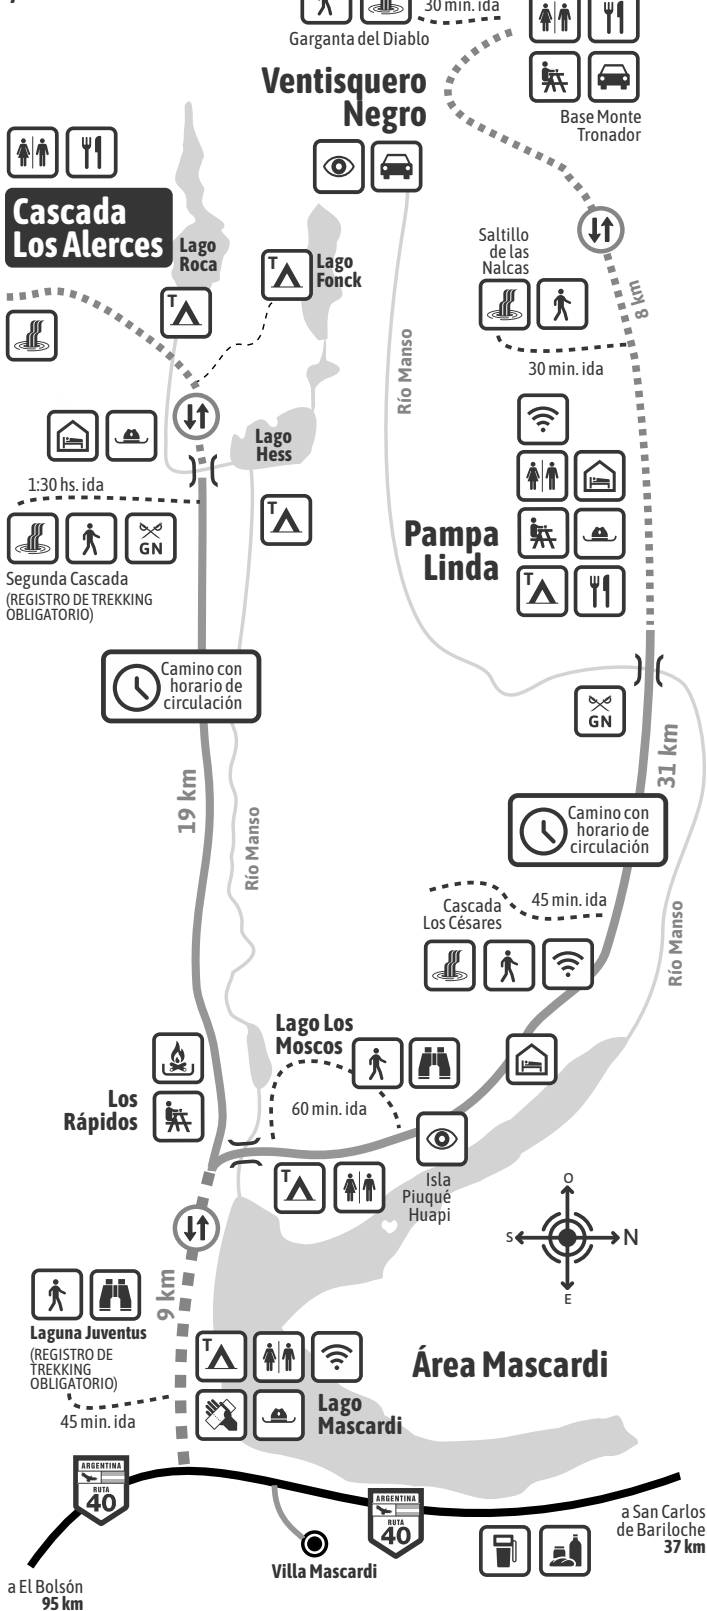 30 min. ida
Garganta del Diablo
Ventisquero
Negro
Base Monte
Tronador
Cascada
Los Alerces
Lago
Roca
T
T
Lago
Fonck
Saltillo
de las
Nalcas
8 km
30 min. ida
Río Manso
Lago
Hess
1:30 hs. ida
GN
T
Segunda Cascada
(REGISTRO DE TREKKING
OBLIGATORIO)
Pampa
Linda
T
Camino con
horario de
circulación
GN
19 km
31 km
Río Manso
Camino con
horario de
circulación
Cascada
Los Césares
45 min. ida
Río Manso
Lago Los
Moscos
Los
Rápidos
60 min. ida
T
Isla
Piuqué
Huapi
O
S
N
E
9 km
Laguna Juventus
(REGISTRO DE
TREKKING
OBLIGATORIO)
45 min. ida
T
Área Mascardi
Lago
Mascardi
ARGENTINA
RUTA
40
ARGENTINA
RUTA
40
a San Carlos
de Bariloche
37 km
Villa Mascardi
a El Bolsón
95 km